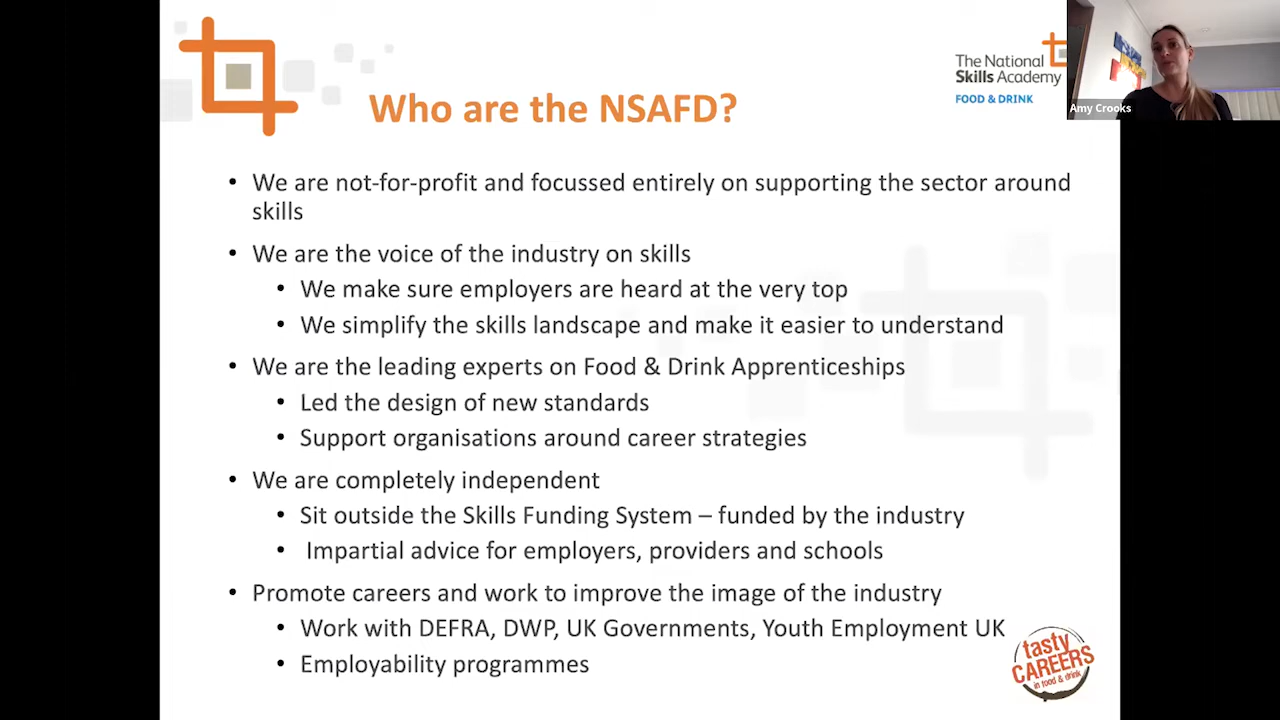 Who are the NSAFD?
The National
Skills Academy
FOOD & DRINK
Amy Crooks
• We are not-for-profit and focussed entirely on supporting the sector around
skills
• We are the voice of the industry on skills
• We make sure employers are heard at the very top
• We simplify the skills landscape and make it easier to understand
• We are the leading experts on Food & Drink Apprenticeships
• Led the design of new standards
• Support organisations around career strategies
• We are completely independent
• Sit outside the Skills Funding System – funded by the industry
• Impartial advice for employers, providers and schools
• Promote careers and work to improve the image of the industry
• Work with DEFRA, DWP, UK Governments, Youth Employment UK
• Employability programmes
tasty
CAREERS
in food & drink